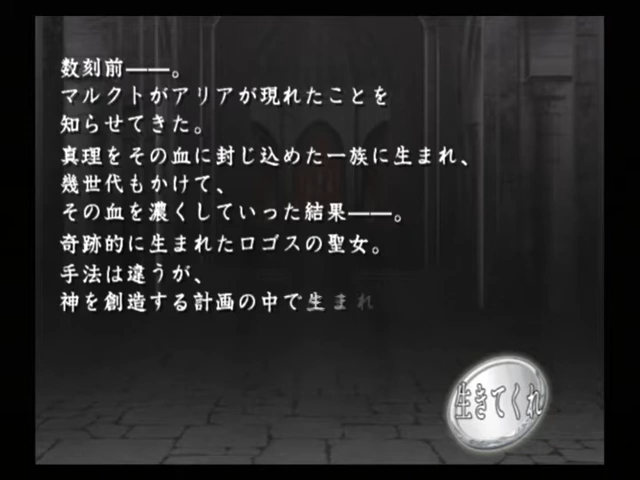 数刻前――。
マルクトがアリアが現れたことを
知らせてきた。
真理をその血に封じ込めた一族に生まれ、
幾世代もかけて、
その血を濃くしていった結果――。
奇跡的に生まれたロゴスの聖女。
手法は違うが、
神を創造する計画の中で生まれ
生きてくれ